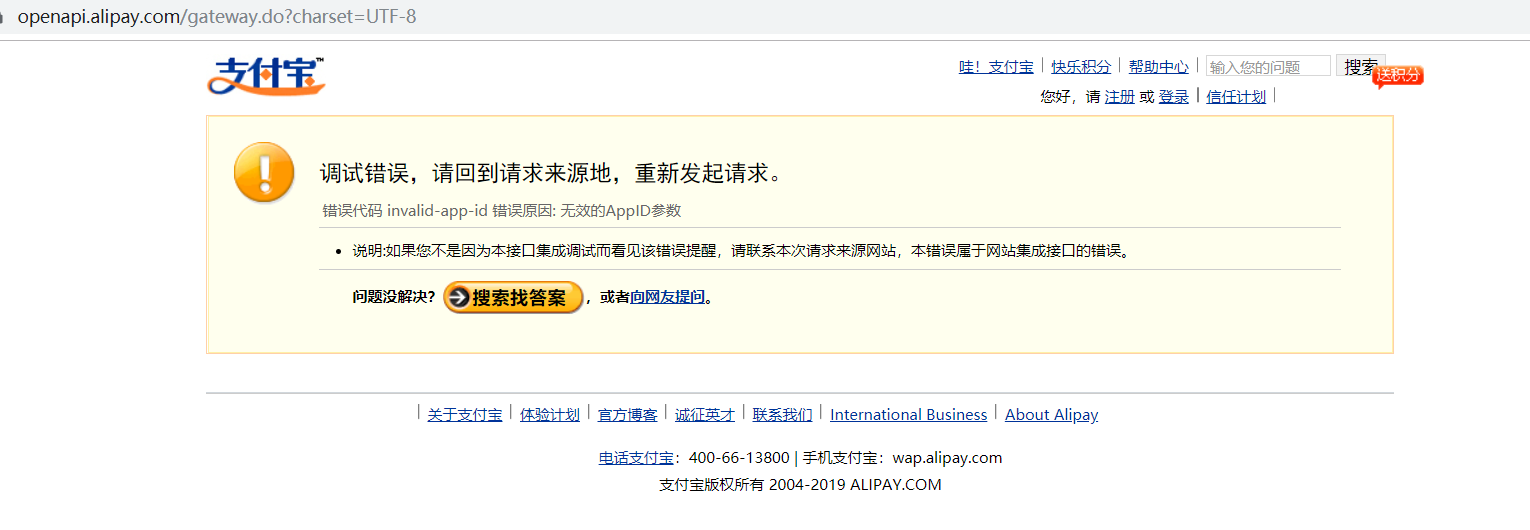 openapi.alipay.com/gateway.do?charset=UTF-8
支付宝™
哇！支付宝 | 快乐积分 | 帮助中心 | 输入您的问题 搜索
送积分
您好，请 注册 或 登录 | 信任计划 |
调试错误，请回到请求来源地，重新发起请求。
错误代码 invalid-app-id 错误原因: 无效的AppID参数
• 说明:如果您不是因为本接口集成调试而看见该错误提醒，请联系本次请求来源网站，本错误属于网站集成接口的错误。
问题没解决？ 搜索找答案 ，或者向网友提问。
| 关于支付宝 | 体验计划 | 官方博客 | 诚征英才 | 联系我们 | International Business | About Alipay
电话支付宝：400-66-13800 | 手机支付宝：wap.alipay.com
支付宝版权所有 2004-2019 ALIPAY.COM